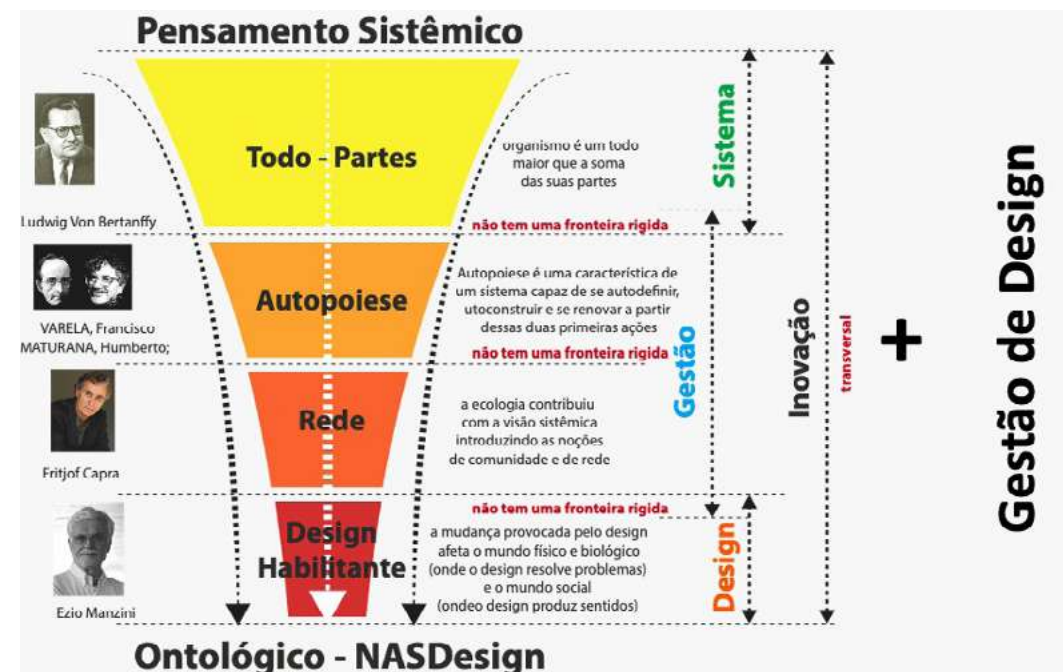 Pensamento Sistêmico
Todo - Partes
organismo é um todo
maior que a soma
das suas partes
Ludwig Von Bertanffy
não tem uma fronteira rigida
Sistema
Autopoiese
Autopoiese é uma característica de
um sistema capaz de se autodefinir,
utoconstruir e se renovar a partir
dessas duas primeiras ações
VARELA, Francisco
MATURANA, Humberto;
não tem uma fronteira rigida
Gestão
Inovação
transversal
+
Gestão de Design
Rede
a ecologia contribuiu
com a visão sistêmica
introduzindo as noções
de comunidade e de rede
Fritjof Capra
não tem uma fronteira rigida
Design
Habilitante
a mudança provocada pelo design
afeta o mundo físico e biológico
(onde o design resolve problemas)
e o mundo social
(ondeo design produz sentidos)
Design
Ezio Manzini
Ontológico - NASDesign